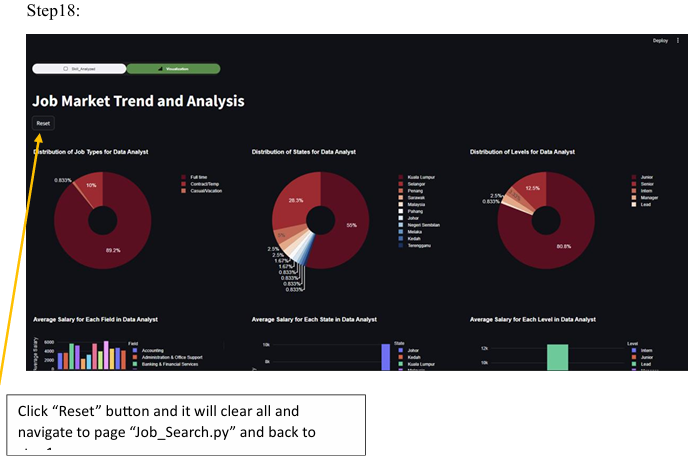 Step18:
Deploy
Skill_Analysed
Visualization
Job Market Trend and Analysis
Reset
Distribution of Job Types for Data Analyst
Distribution of States for Data Analyst
Distribution of Levels for Data Analyst
0.833%
10%
89.2%
Full time
Contract/Temp
Casual/Vacation
28.3%
55%
5%
2.5%
2.5%
1.67%
1.67%
0.833%
0.833%
0.833%
0.833%
Kuala Lumpur
Selangor
Penang
Sarawak
Malaysia
Pahang
Johor
Negeri Sembilan
Melaka
Kedah
Terengganu
12.5%
2.5%
0.833%
80.8%
Junior
Senior
Intern
Manager
Lead
Average Salary for Each Field in Data Analyst
Average Salary for Each State in Data Analyst
Average Salary for Each Level in Data Analyst
Average Salary
6000
4000
2000
0
Field
Accounting
Administration & Office Support
Banking & Financial Services
10k
8k
State
Johor
Kedah
Kuala Lumpur
12k
10k
Level
Intern
Junior
Lead
Click “Reset” button and it will clear all and
navigate to page “Job_Search.py” and back to